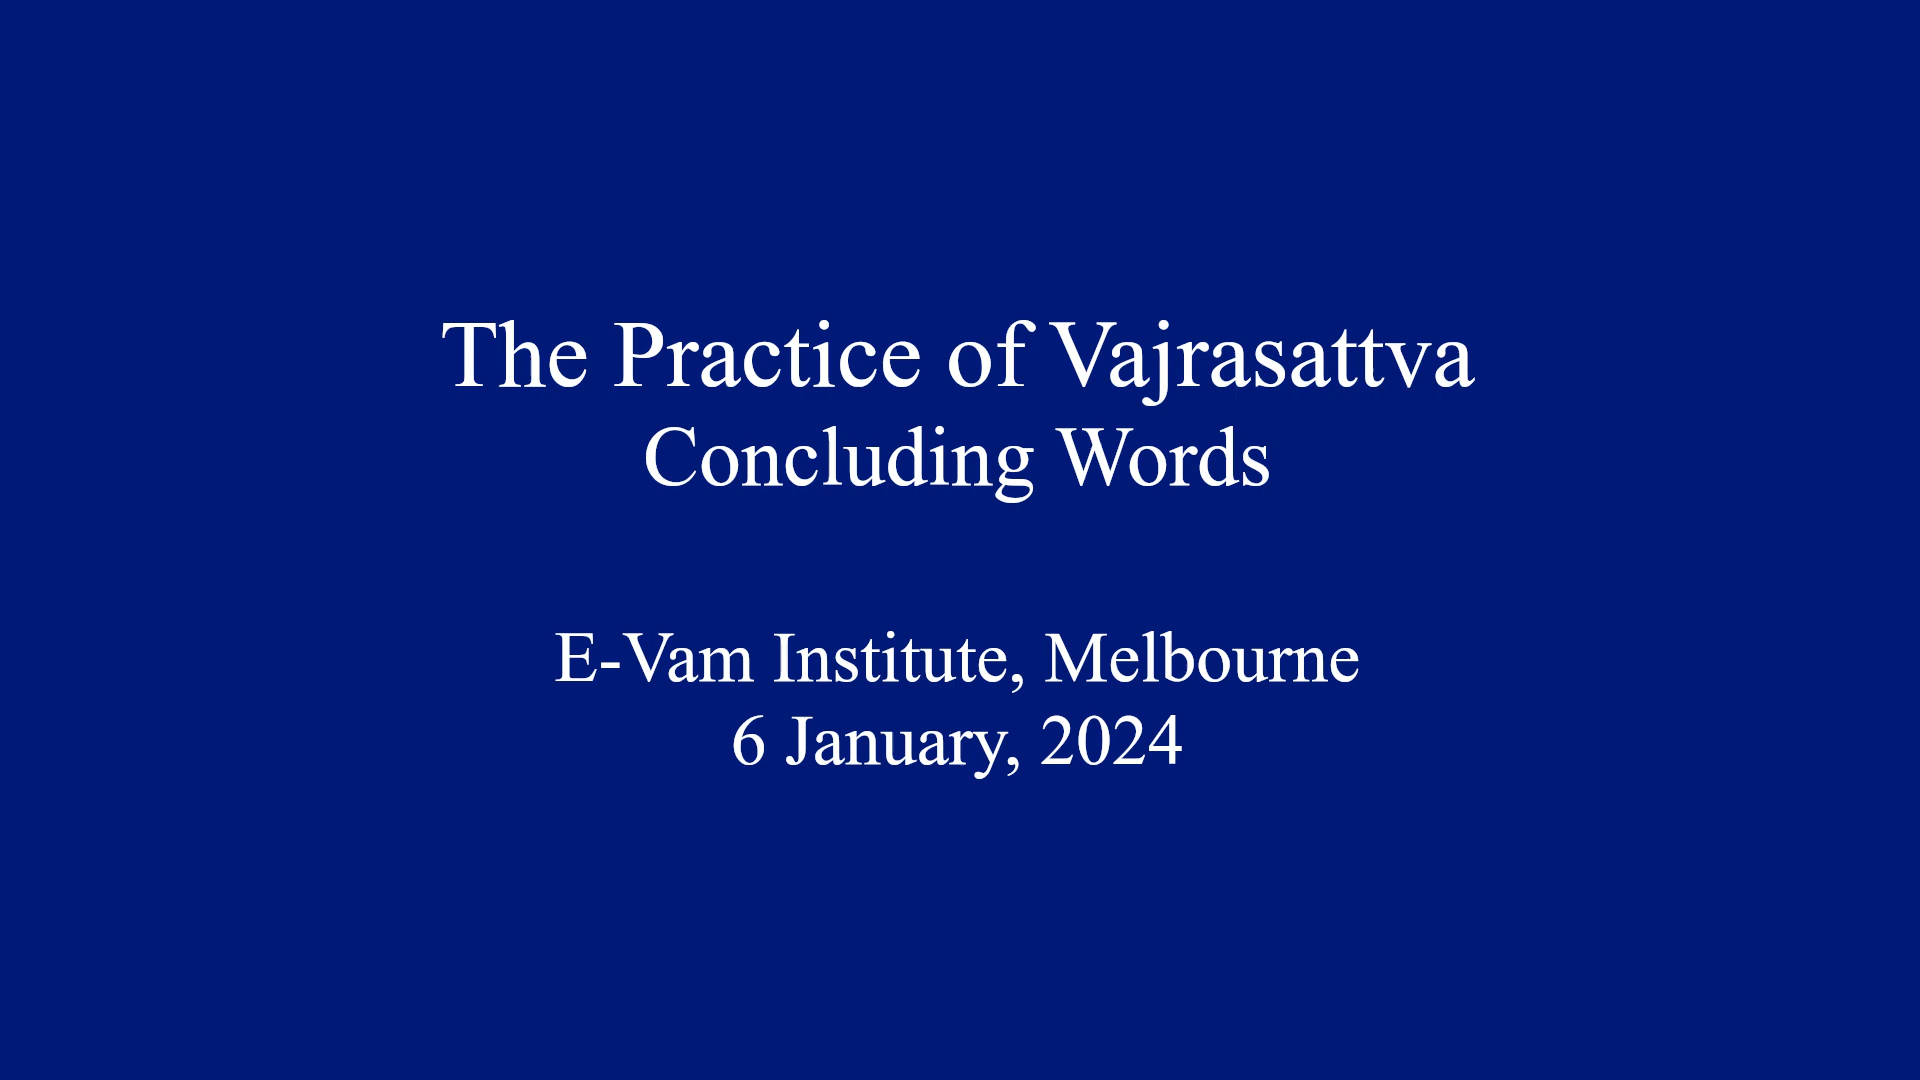 The Practice of Vajrasattva
Concluding Words
E-Vam Institute, Melbourne
6 January, 2024